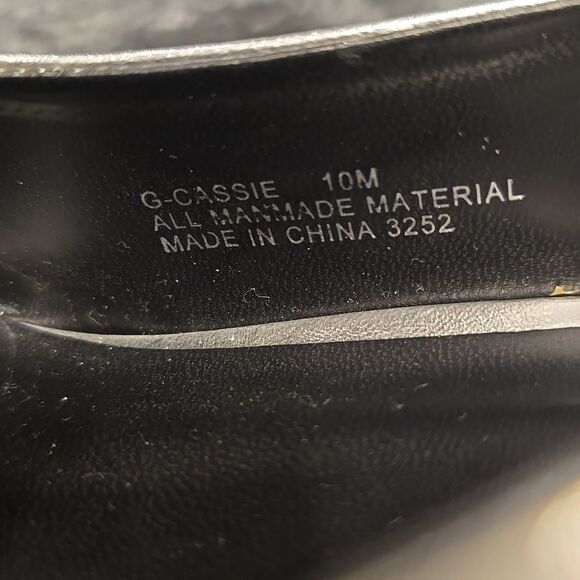 G-CASSIE 10M
ALL MANMADE MATERIAL
MADE IN CHINA 3252